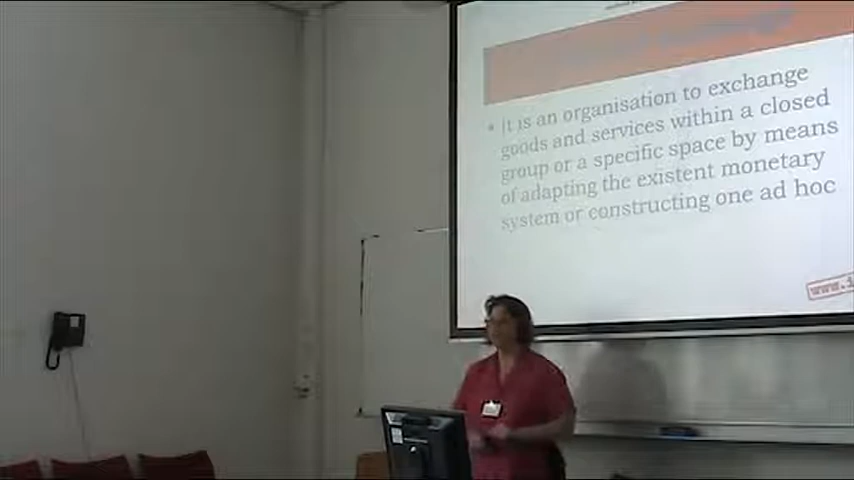 • It is an organisation to exchange
goods and services within a closed
group or a specific space by means
of adapting the existent monetary
system or constructing one ad hoc
www.